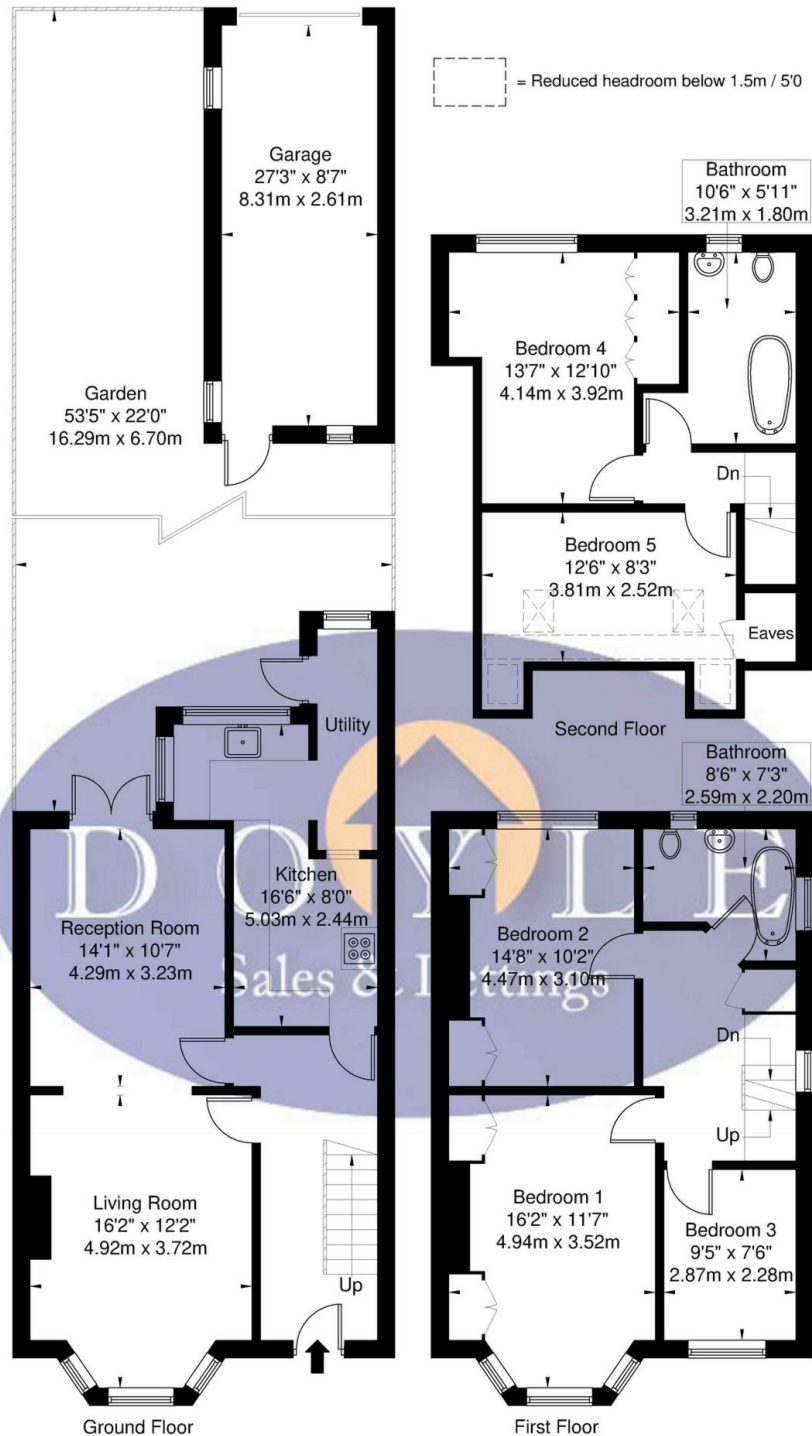 = Reduced headroom below 1.5m / 5'0
Garage
27'3" x 8'7"
8.31m x 2.61m
Garden
53'5" x 22'0"
16.29m x 6.70m
Bathroom
10'6" x 5'11"
3.21m x 1.80m
Bedroom 4
13'7" x 12'10"
4.14m x 3.92m
Dn
Bedroom 5
12'6" x 8'3"
3.81m x 2.52m
Eaves
Second Floor
Utility
Kitchen
16'6" x 8'0"
5.03m x 2.44m
Reception Room
14'1" x 10'7"
4.29m x 3.23m
Living Room
16'2" x 12'2"
4.92m x 3.72m
Up
Ground Floor
Bathroom
8'6" x 7'3"
2.59m x 2.20m
Bedroom 2
14'8" x 10'2"
4.47m x 3.10m
Dn
Up
Bedroom 1
16'2" x 11'7"
4.94m x 3.52m
Bedroom 3
9'5" x 7'6"
2.87m x 2.28m
First Floor
DOYLE
Sales & Lettings